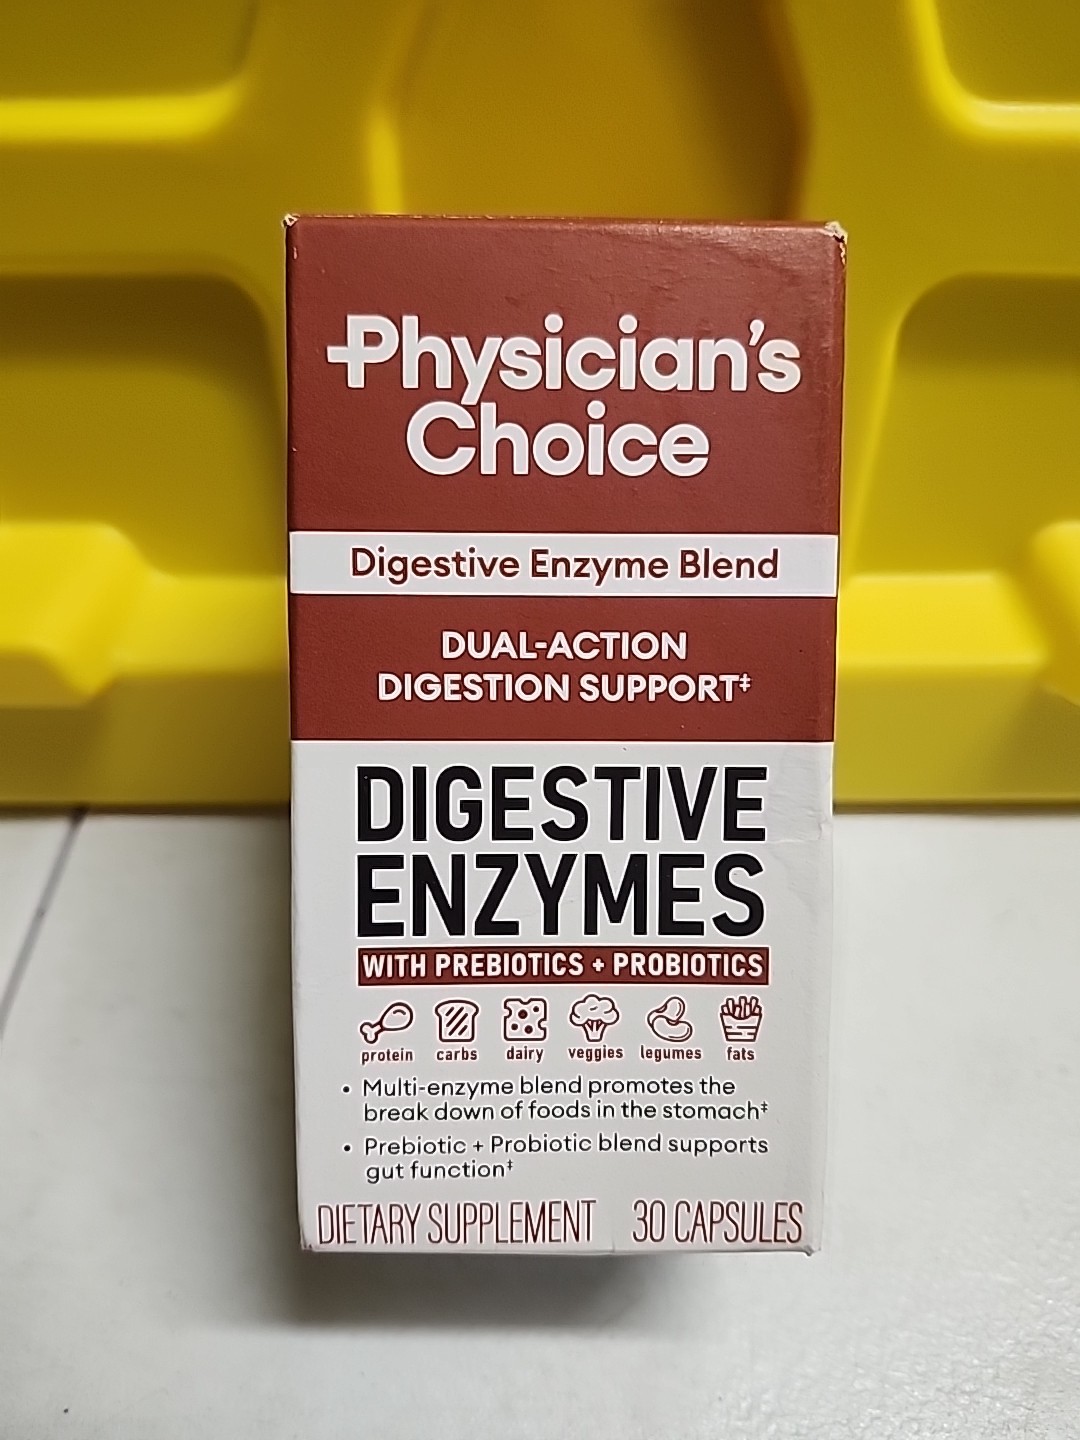 Physician's
Choice
Digestive Enzyme Blend
DUAL-ACTION
DIGESTION SUPPORT‡
DIGESTIVE
ENZYMES
WITH PREBIOTICS + PROBIOTICS
protein carbs dairy veggies legumes fats
• Multi-enzyme blend promotes the
break down of foods in the stomach‡
• Prebiotic + Probiotic blend supports
gut function‡
DIETARY SUPPLEMENT 30 CAPSULES